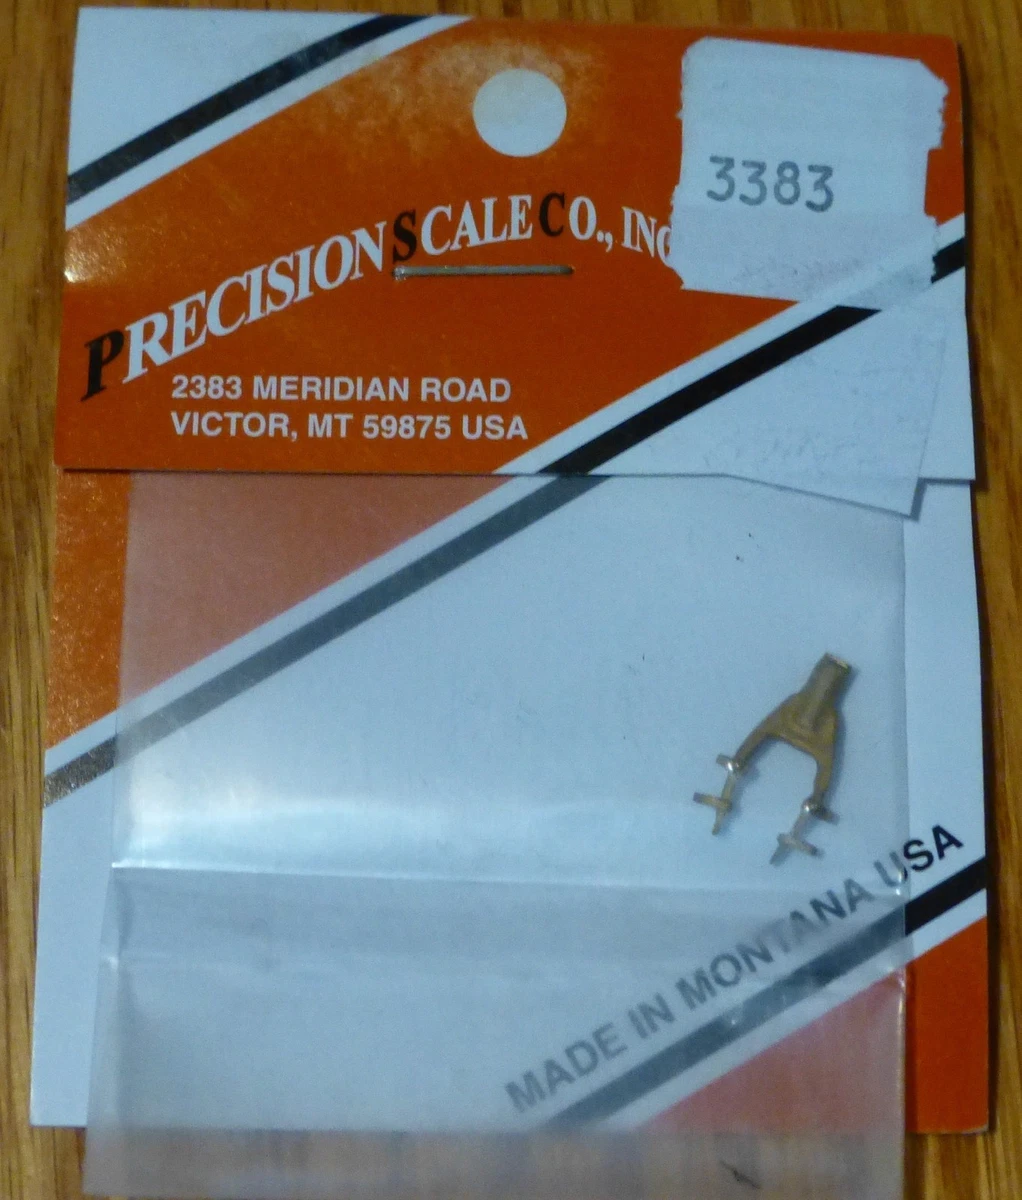 3383
PRECISION SCALE CO., INC
2383 MERIDIAN ROAD
VICTOR, MT 59875 USA
MADE IN MONTANA USA